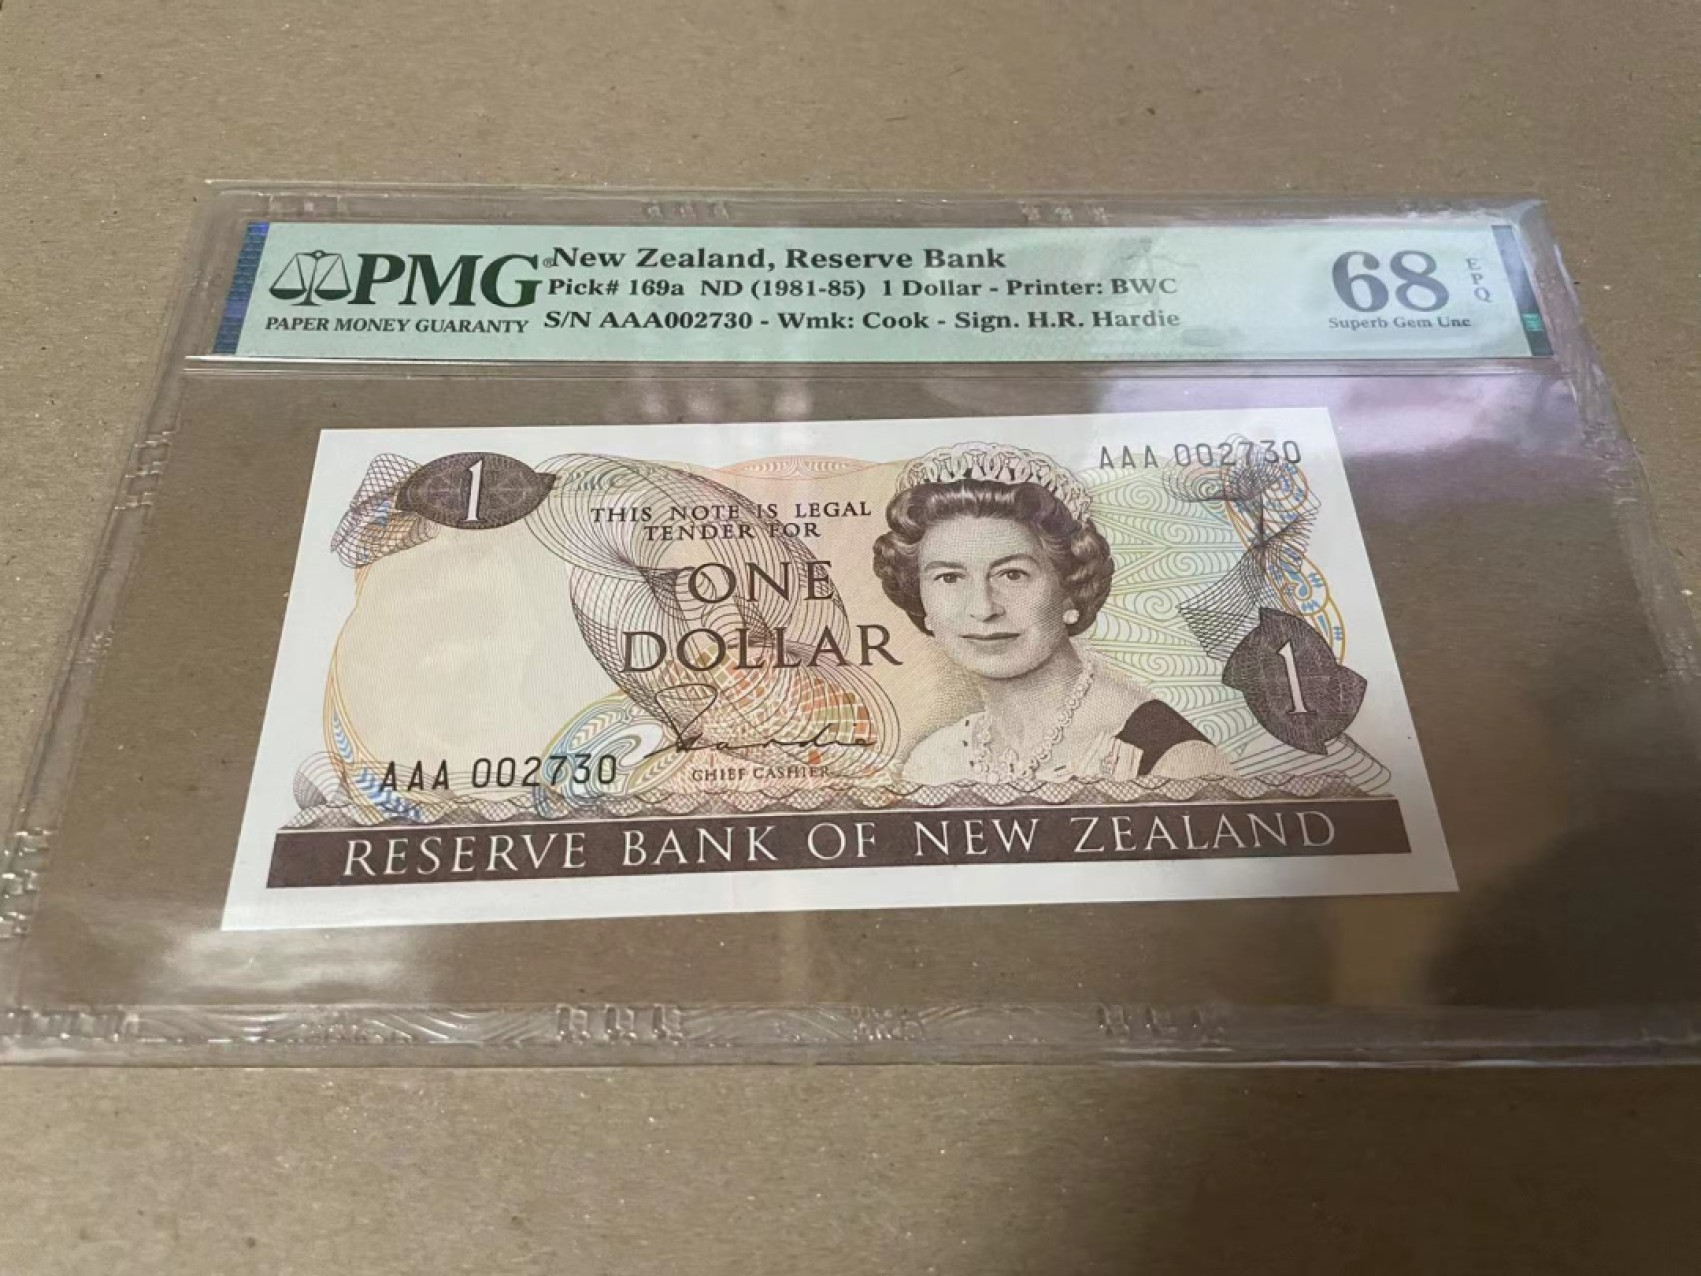 PMG®
PAPER MONEY GUARANTY
New Zealand, Reserve Bank
Pick# 169a ND (1981-85) 1 Dollar - Printer: BWC
S/N AAA002730 - Wmk: Cook - Sign. H.R. Hardie
68
EPQ
Superb Gem Unc
1
AAA 002730
THIS NOTE IS LEGAL
TENDER FOR
ONE
DOLLAR
1
Hardie
AAA 002730
CHIEF CASHIER
RESERVE BANK OF NEW ZEALAND